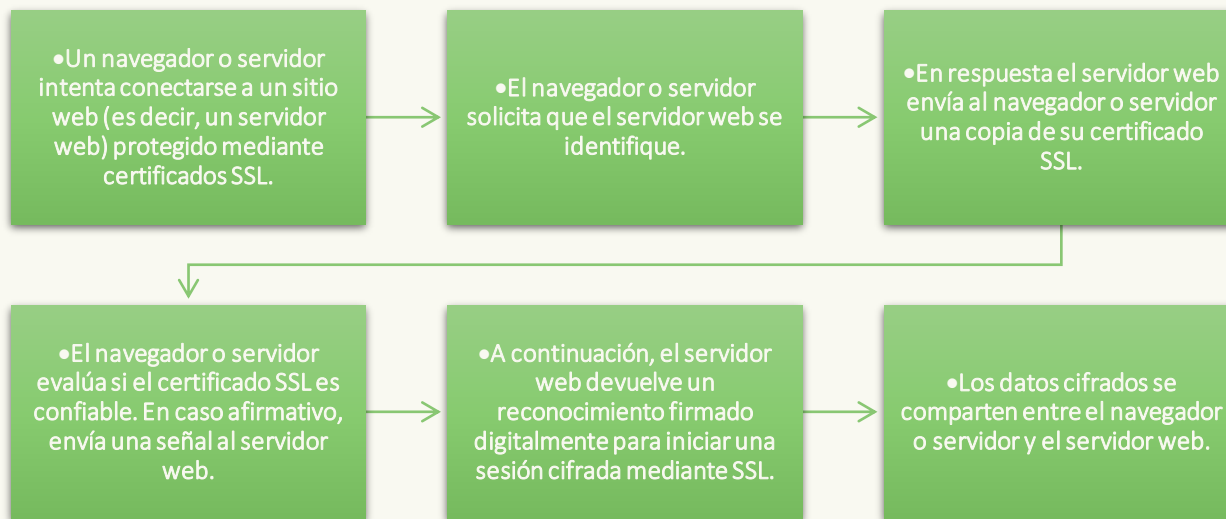 •Un navegador o servidor
intenta conectarse a un sitio
web (es decir, un servidor
web) protegido mediante
certificados SSL.
•El navegador o servidor
solicita que el servidor web se
identifique.
•En respuesta el servidor web
envía al navegador o servidor
una copia de su certificado
SSL.
•El navegador o servidor
evalúa si el certificado SSL es
confiable. En caso afirmativo,
envía una señal al servidor
web.
•A continuación, el servidor
web devuelve un
reconocimiento firmado
digitalmente para iniciar una
sesión cifrada mediante SSL.
•Los datos cifrados se
comparten entre el navegador
o servidor y el servidor web.